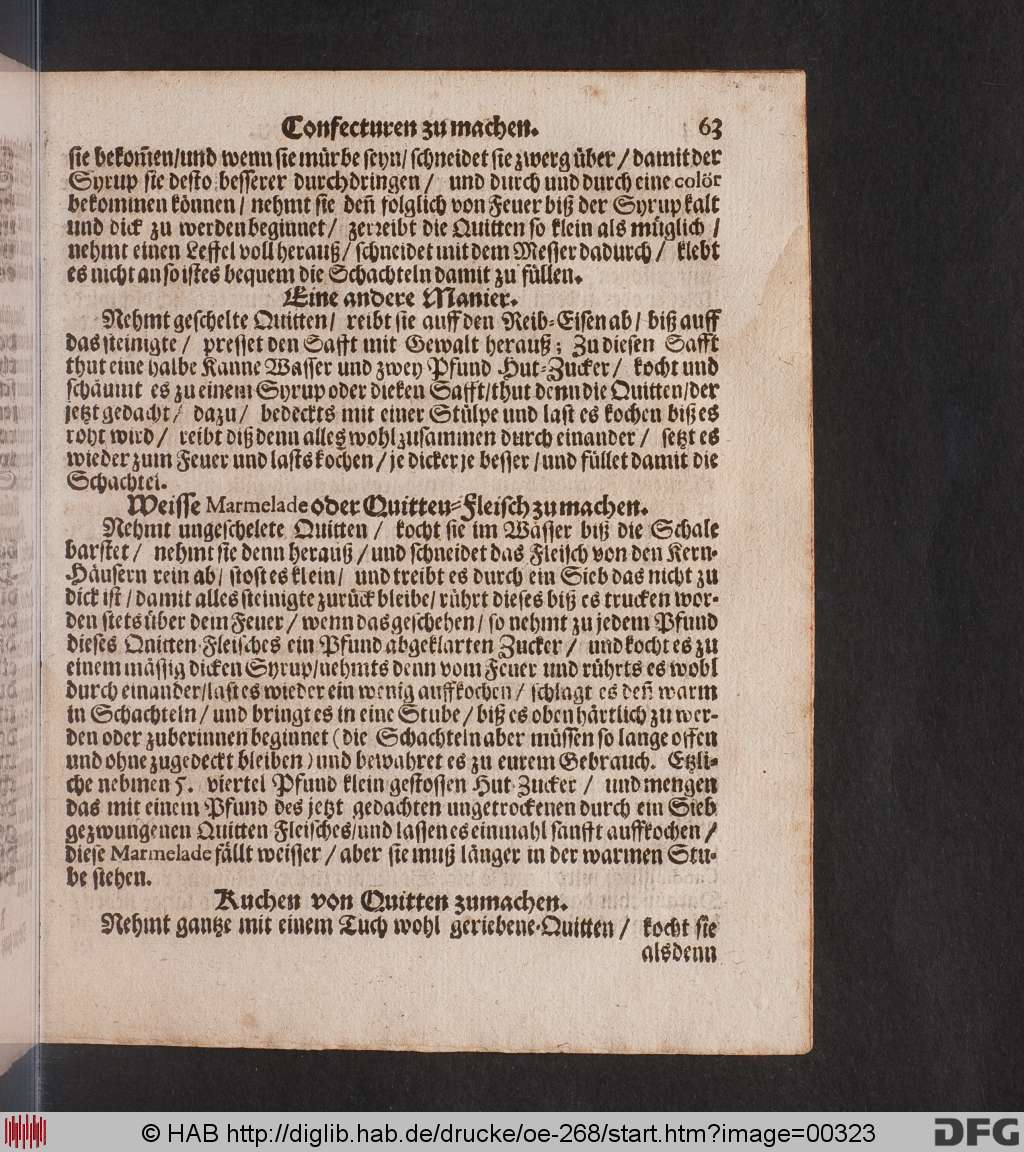 Confecturen zu machen. 63
sie bekom̃en/und wenn sie mürbe seyn/ schneidet sie zwerg über / damit der
Syrup sie desto besserer durchdringen / und durch und durch eine colör
bekommen können / nehmt sie deñ folglich von Feuer biß der Syrup kalt
und dick zu werden beginnet / zerreibt die Quitten so klein als müglich /
nehmt einen Leffel voll herauß / schneidet mit dem Messer dadurch / klebt
es nicht an so istes bequem die Schachteln damit zu füllen.
Eine andere Manier.
Nehmt geschelte Quitten / reibt sie auff den Reib-Eisen ab / biß auff
das steinigte / presset den Safft mit Gewalt herauß; Zu diesen Safft
thut eine halbe Kanne Wasser und zwey Pfund Hut-Zucker / kocht und
schäumt es zu einem Syrup oder dieken Safft/thut denn die Quitten/der
jetzt gedacht / dazu / bedeckts mit einer Stülpe und last es kochen biß es
roht wird / reibt diß denn alles wohl zusammen durch einander / setzt es
wieder zum Feuer und lasts kochen / je dicker je besser / und füllet damit die
Schachtel.
Weisse Marmelade oder Quitten-Fleisch zu machen.
Nehmt ungeschelete Quitten / kocht sie im Wasser biß die Schale
barstet / nehmt sie denn herauß / und schneidet das Fleisch von den Kern-
Häusern rein ab / stost es klein / und treibt es durch ein Sieb das nicht zu
dick ist / damit alles steinigte zurück bleibe / rührt dieses biß es trucken wor-
den stets über dem Feuer / wenn das geschehen / so nehmt zu jedem Pfund
dieses Quitten-Fleisches ein Pfund abgeklarten Zucker / und kocht es zu
einem mässig dicken Syrup/nehmts denn vom Feuer und rührts es wohl
durch einander/last es wieder ein wenig auffkochen / schlagt es deñ warm
in Schachteln / und bringt es in eine Stube / biß es oben härtlich zu wer-
den oder zuberinnen beginnet (die Schachteln aber müssen so lange offen
und ohne zugedeckt bleiben) und bewahret es zu eurem Gebrauch. Etzli-
che nehmen 5. viertel Pfund klein gestossen Hut-Zucker / und mengen
das mit einem Pfund des jetzt gedachten ungetrockenen durch ein Sieb
gezwungenen Quitten Fleisches/und lassen es einmahl sanfft auffkochen /
diese Marmelade fällt weisser / aber sie muß länger in der warmen Stu-
be stehen.
Kuchen von Quitten zumachen.
Nehmt gantze mit einem Tuch wohl geriebene-Quitten / kocht sie
alsdenn
© HAB http://diglib.hab.de/drucke/oe-268/start.htm?image=00323
DFG